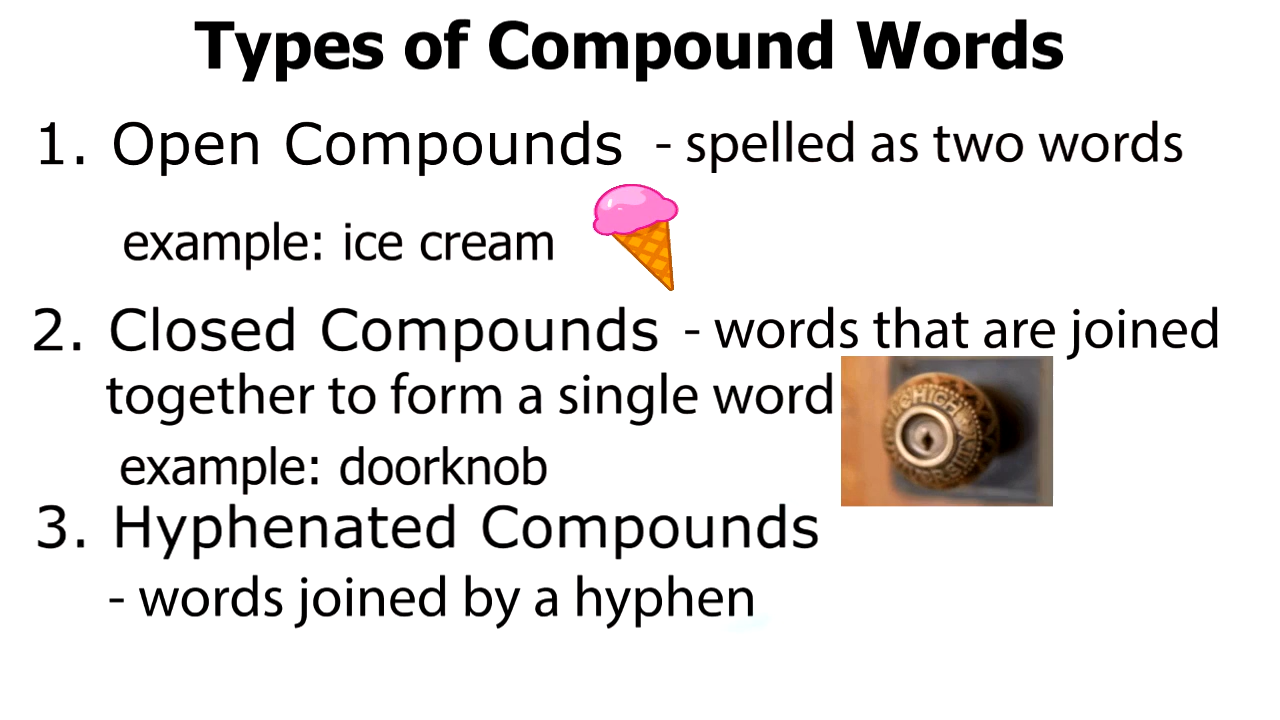 Types of Compound Words
1. Open Compounds - spelled as two words
example: ice cream
2. Closed Compounds - words that are joined
together to form a single word
example: doorknob
3. Hyphenated Compounds
- words joined by a hyphen